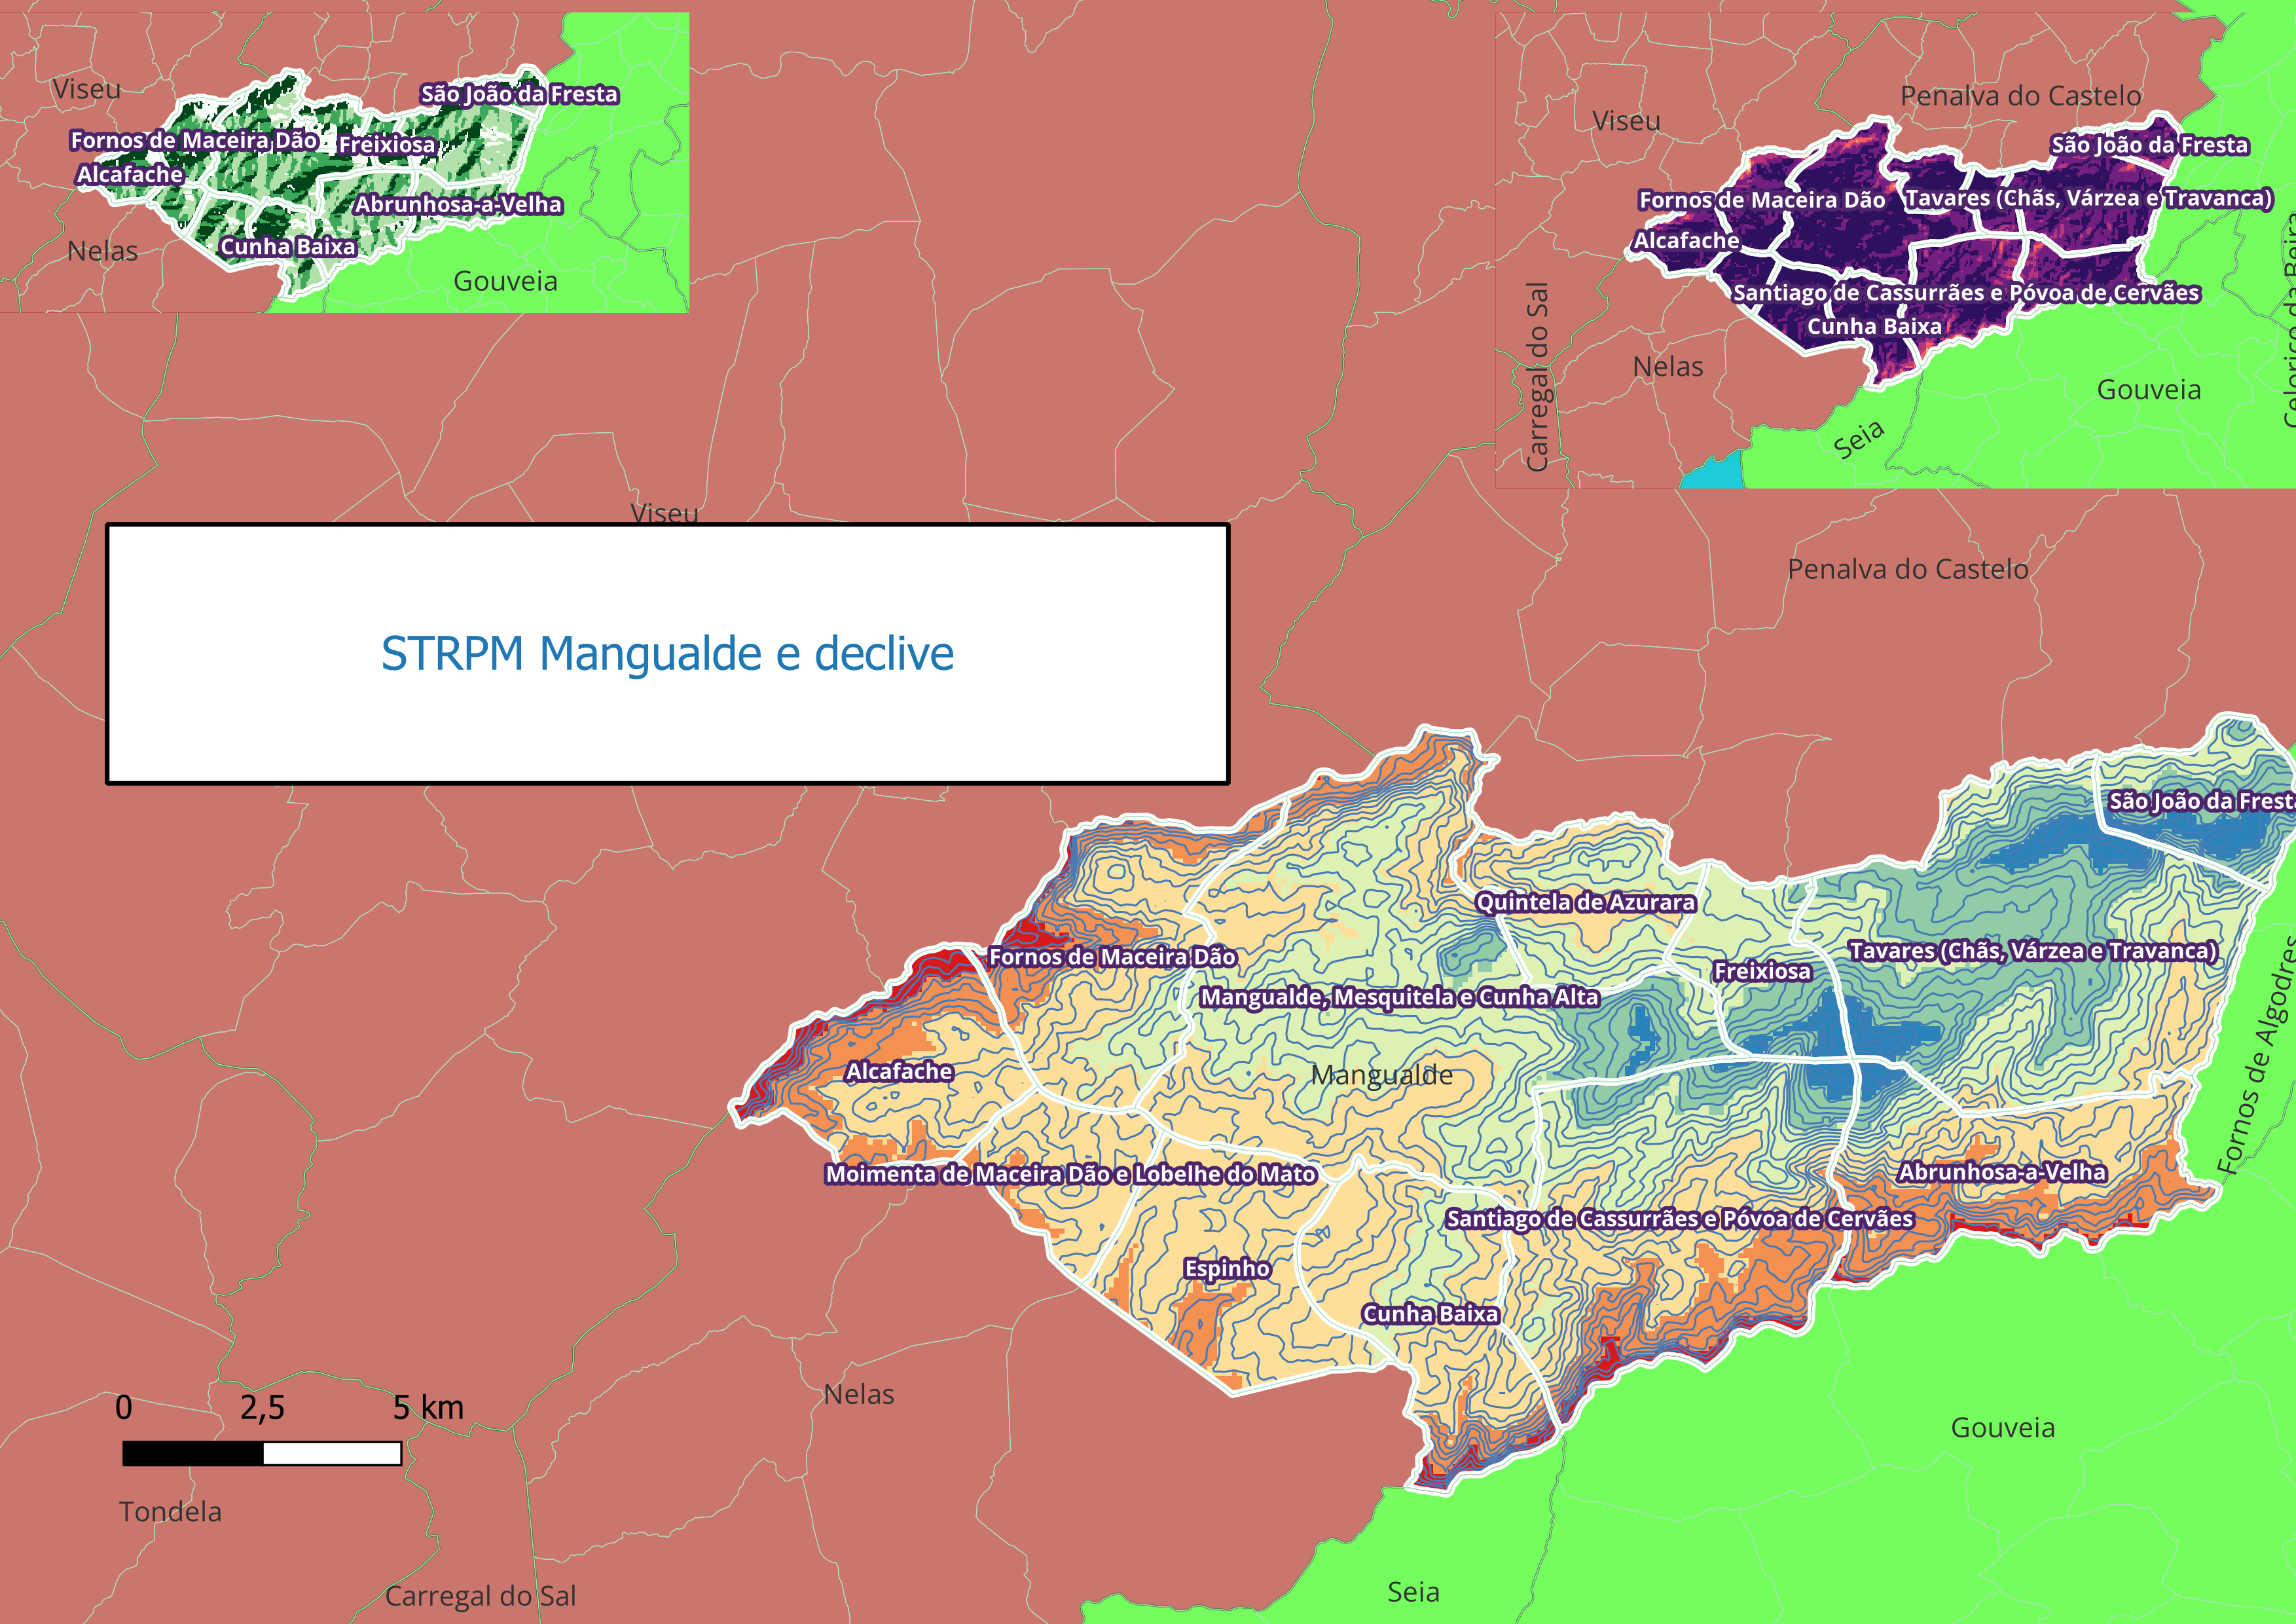 Viseu
São João da Fresta
Fornos de Maceira Dão
Freixiosa
Alcafache
Abrunhosa-a-Velha
Cunha Baixa
Nelas
Gouveia
Penalva do Castelo
Viseu
São João da Fresta
Fornos de Maceira Dão
Tavares (Chãs, Várzea e Travanca)
Alcafache
Santiago de Cassurrães e Póvoa de Cervães
Cunha Baixa
Carregal do Sal
Nelas
Gouveia
Seia
Celorico da Beira
Viseu
Penalva do Castelo
STRPM Mangualde e declive
São João da Fresta
Quintela de Azurara
Fornos de Maceira Dão
Tavares (Chãs, Várzea e Travanca)
Freixiosa
Mangualde, Mesquitela e Cunha Alta
Alcafache
Mangualde
Fornos de Algodres
Moimenta de Maceira Dão e Lobelhe do Mato
Abrunhosa-a-Velha
Santiago de Cassurrães e Póvoa de Cervães
Espinho
Cunha Baixa
Nelas
0 2,5 5 km
Gouveia
Tondela
Carregal do Sal
Seia